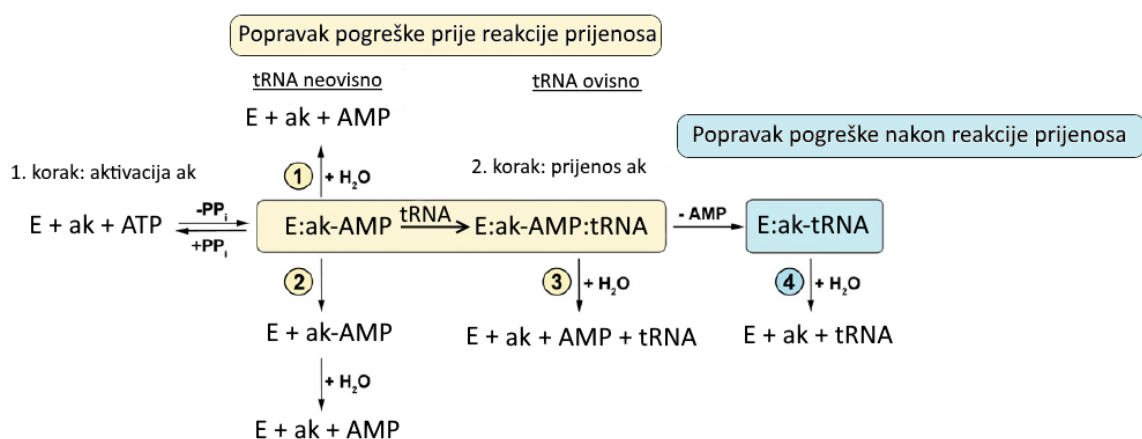 Popravak pogreške prije reakcije prijenosa
tRNA neovisno
tRNA ovisno
E + ak + AMP
Popravak pogreške nakon reakcije prijenosa
1. korak: aktivacija ak
1
+ H₂O
2. korak: prijenos ak
E + ak + ATP
-PPᵢ
+PPᵢ
E:ak-AMP
tRNA
E:ak-AMP:tRNA
- AMP
E:ak-tRNA
2
3
+ H₂O
4
+ H₂O
E + ak-AMP
E + ak + AMP + tRNA
E + ak + tRNA
+ H₂O
E + ak + AMP